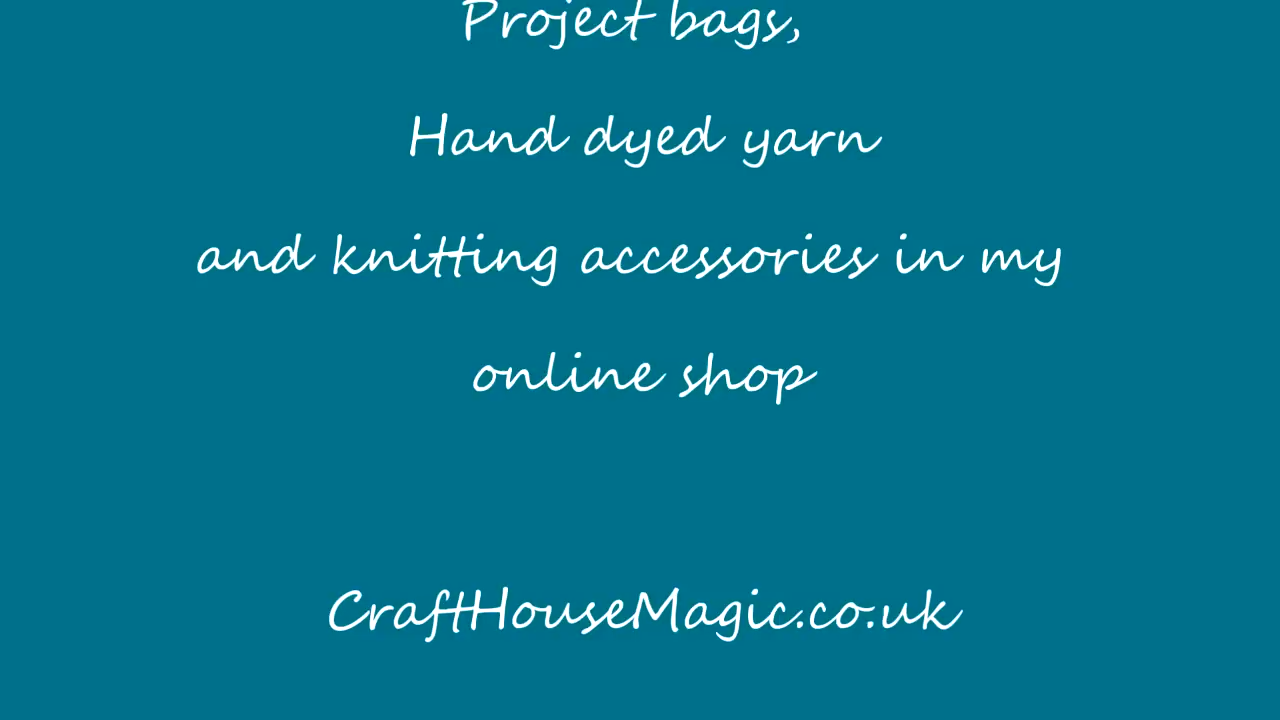 Project bags,
Hand dyed yarn
and knitting accessories in my
online shop
CraftHouseMagic.co.uk